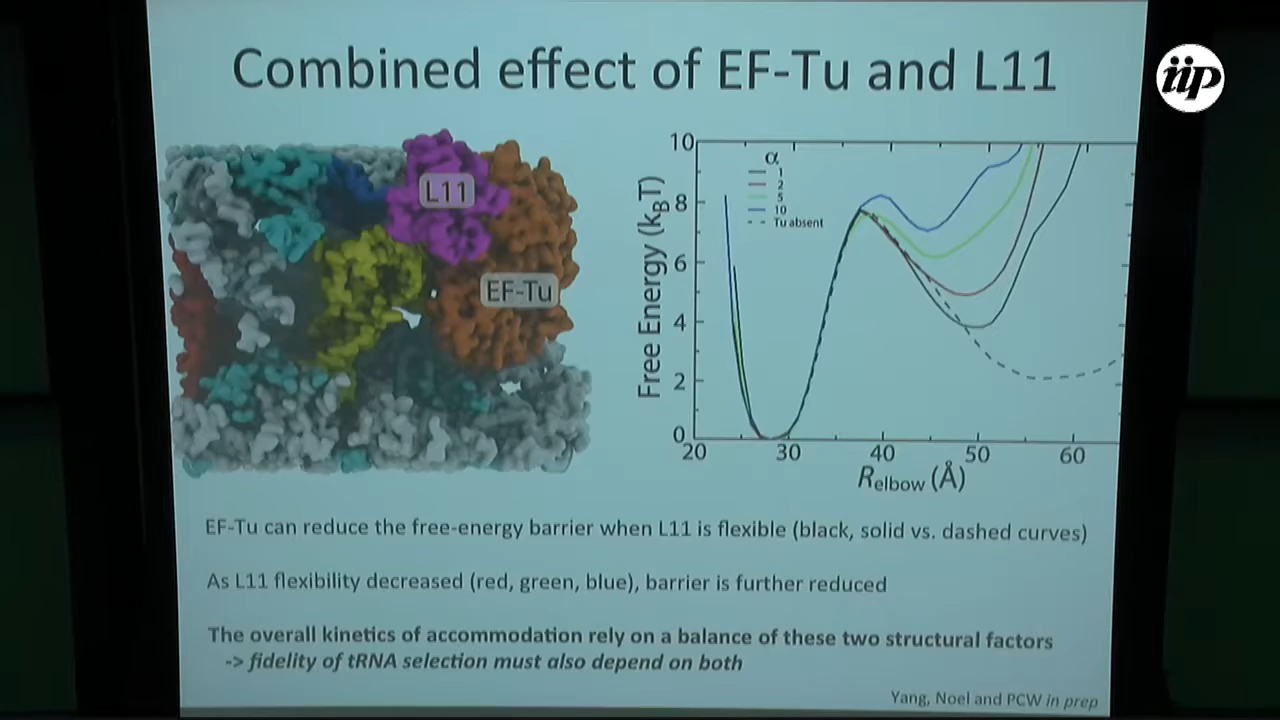 Combined effect of EF-Tu and L11
iip
L11
EF-Tu
10
8
6
4
2
0
Free Energy (kBT)
α
1
2
5
10
Tu absent
20 30 40 50 60
Relbow (Å)
EF-Tu can reduce the free-energy barrier when L11 is flexible (black, solid vs. dashed curves)
As L11 flexibility decreased (red, green, blue), barrier is further reduced
The overall kinetics of accommodation rely on a balance of these two structural factors
-> fidelity of tRNA selection must also depend on both
Yang, Noel and PCW in prep